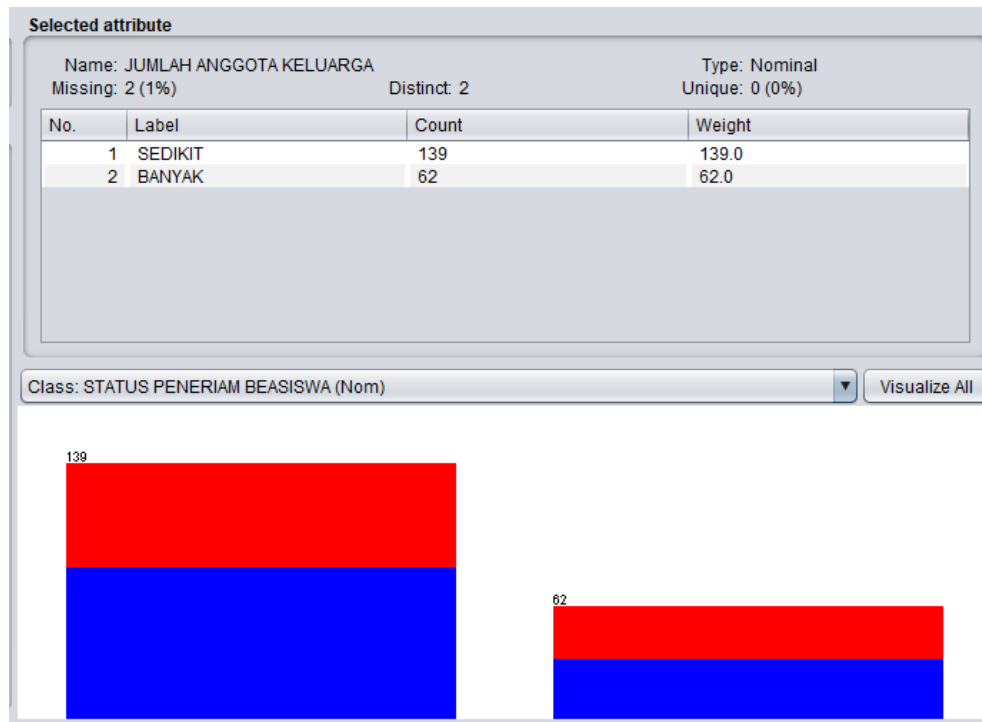 Selected attribute
Name: JUMLAH ANGGOTA KELUARGA Type: Nominal
Missing: 2 (1%) Distinct: 2 Unique: 0 (0%)
No. Label Count Weight
1 SEDIKIT 139 139.0
2 BANYAK 62 62.0
Class: STATUS PENERIAM BEASISWA (Nom) Visualize All
139
62